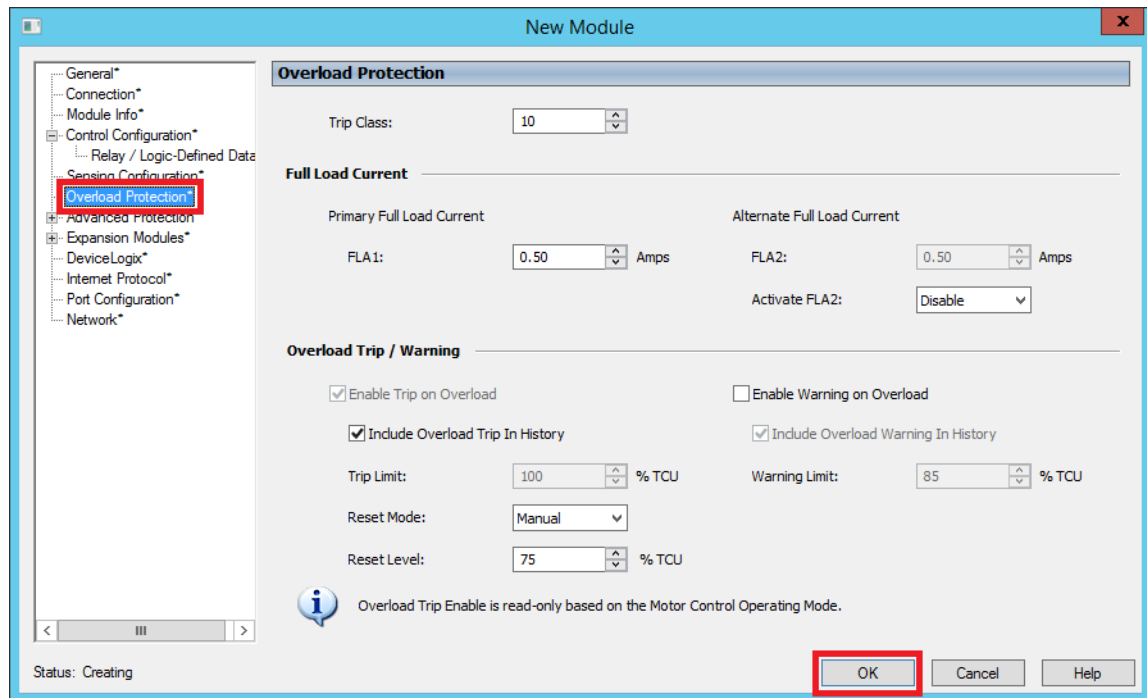 New Module
x
General*
Connection*
Module Info*
Control Configuration*
Relay / Logic-Defined Data
Sensing Configuration*
Overload Protection*
Advanced Protection
Expansion Modules*
DeviceLogix*
Internet Protocol*
Port Configuration*
Network*
Overload Protection
Trip Class: 10
Full Load Current
Primary Full Load Current Alternate Full Load Current
FLA1: 0.50 Amps FLA2: 0.50 Amps
Activate FLA2: Disable
Overload Trip / Warning
Enable Trip on Overload Enable Warning on Overload
Include Overload Trip In History Include Overload Warning In History
Trip Limit: 100 % TCU Warning Limit: 85 % TCU
Reset Mode: Manual
Reset Level: 75 % TCU
Overload Trip Enable is read-only based on the Motor Control Operating Mode.
Status: Creating OK Cancel Help